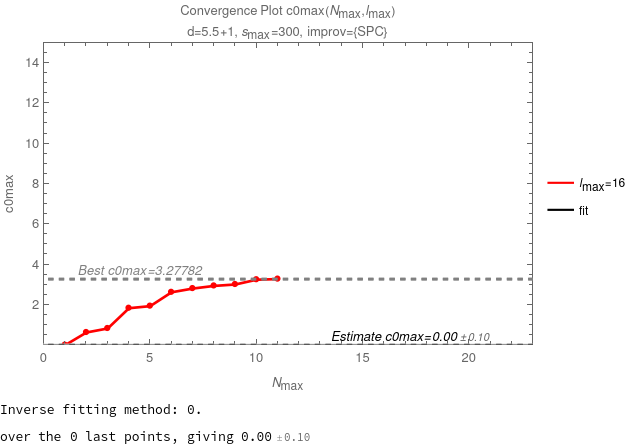 Convergence Plot c0max(Nmax,lmax)
d=5.5+1, smax=300, improv={SPC}
14
12
10
8
6
4
2
c0max
Best c0max=3.27782
Estimate c0max=0.00 ±0.10
0 5 10 15 20
Nmax
lmax=16
fit
Inverse fitting method: 0.
over the 0 last points, giving 0.00 ±0.10